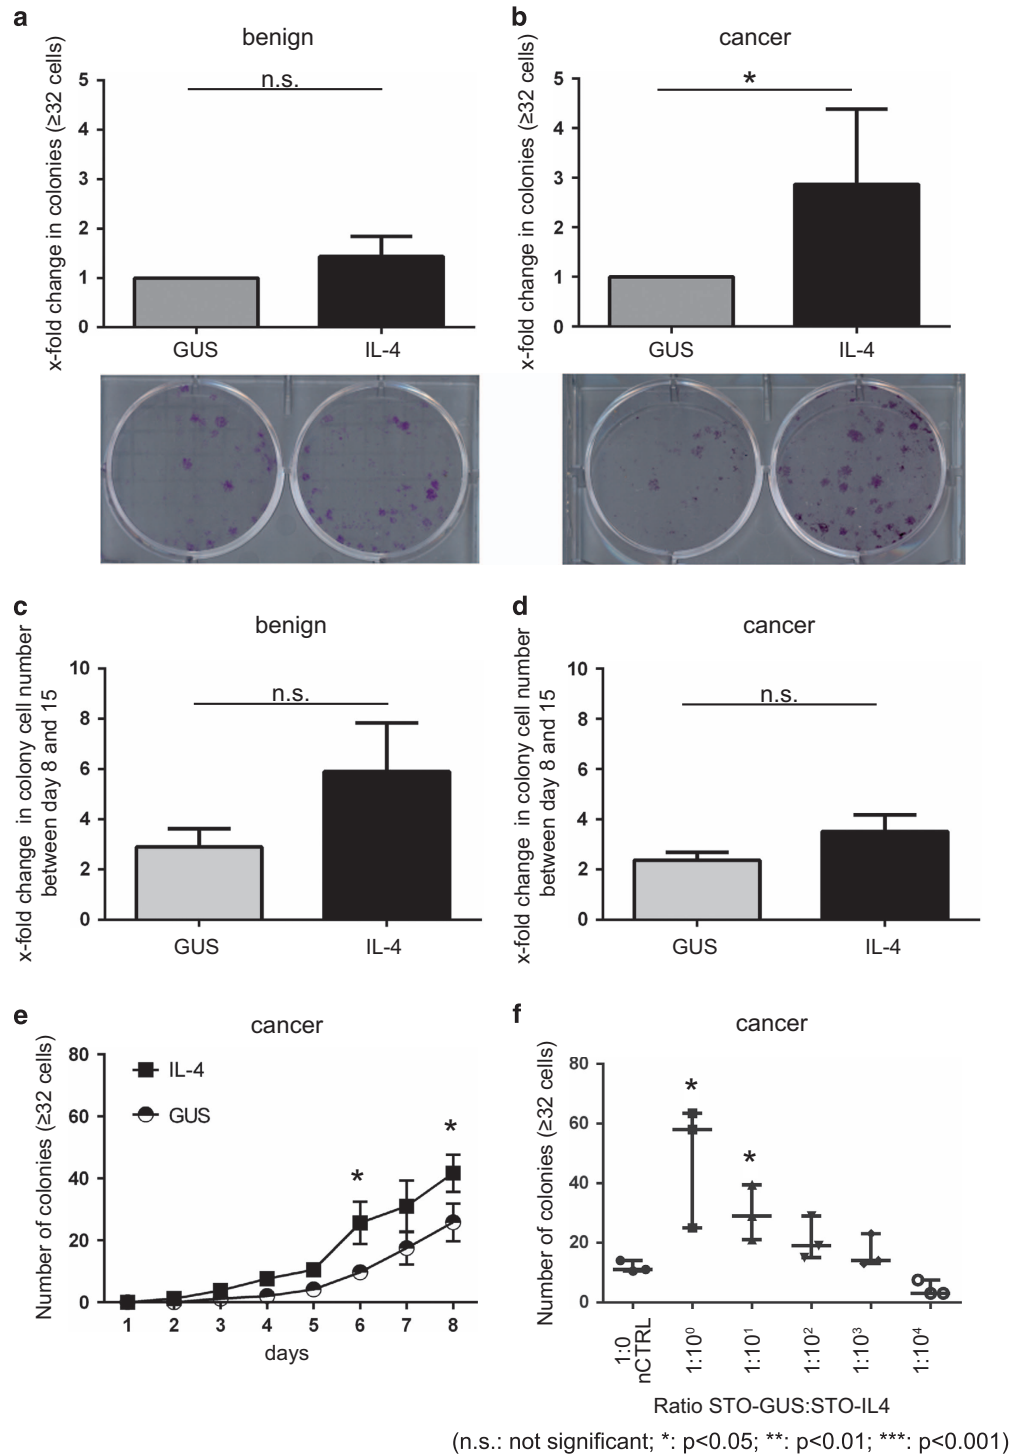 a
benign
x-fold change in colonies (≥32 cells)
5
4
3
2
1
0
n.s.
GUS
IL-4
b
cancer
x-fold change in colonies (≥32 cells)
5
4
3
2
1
0
*
GUS
IL-4
c
benign
x-fold change in colony cell number
between day 8 and 15
10
8
6
4
2
0
n.s.
GUS
IL-4
d
cancer
x-fold change in colony cell number
between day 8 and 15
10
8
6
4
2
0
n.s.
GUS
IL-4
e
cancer
Number of colonies (≥32 cells)
80
60
40
20
0
IL-4
GUS
*
*
1 2 3 4 5 6 7 8
days
f
cancer
Number of colonies (≥32 cells)
80
60
40
20
0
*
*
1:0
nCTRL
1:10⁰
1:10¹
1:10²
1:10³
1:10⁴
Ratio STO-GUS:STO-IL4
(n.s.: not significant; *: p<0.05; **: p<0.01; ***: p<0.001)